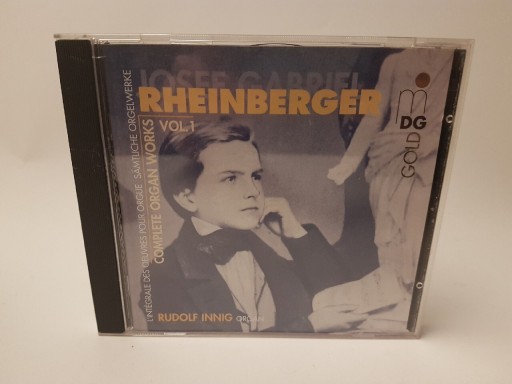 JOSEF GABRIEL
RHEINBERGER
VOL.1
COMPLETE ORGAN WORKS
L'INTÉGRALE DES ŒUVRES POUR ORGUE SÄMTLICHE ORGELWERKE
mDG
GOLD
RUDOLF INNIG ORGAN